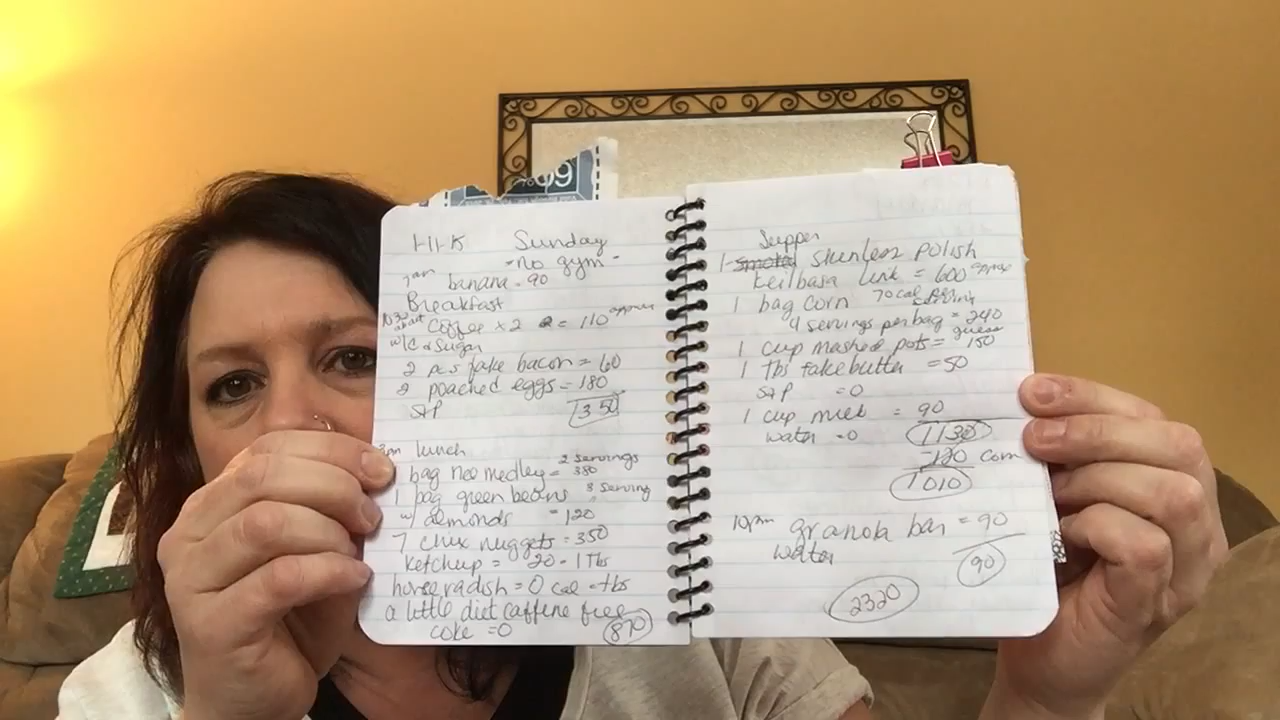 1-11-15 Sunday
-no gym-
7am banana = 90
Breakfast
10:30 about Coffee x 2 = 110 approx
w/c & Sugar
2 pcs fake bacon = 60
2 poached eggs = 180
S&P 350
lunch
1 bag rice medley = 2 servings
380
1 bag green beans 3 serving
w/ almonds = 120
7 chix nuggets = 350
Ketchup = 20 - 1 Tbs
horseradish = 0 cal - tbs
a little diet caffine free
coke = 0 870
69
Supper
1 skinless polish
keilbasa link = 600 approx
1 bag corn 70 cal per serving
4 servings per bag = 240
1 cup mashed pots = 150 guess
1 Tbs fake butter = 50
S&P = 0
1 cup milk = 90
water = 0 1130
-120 corn
1010
10pm granola bar = 90
water
90
2320